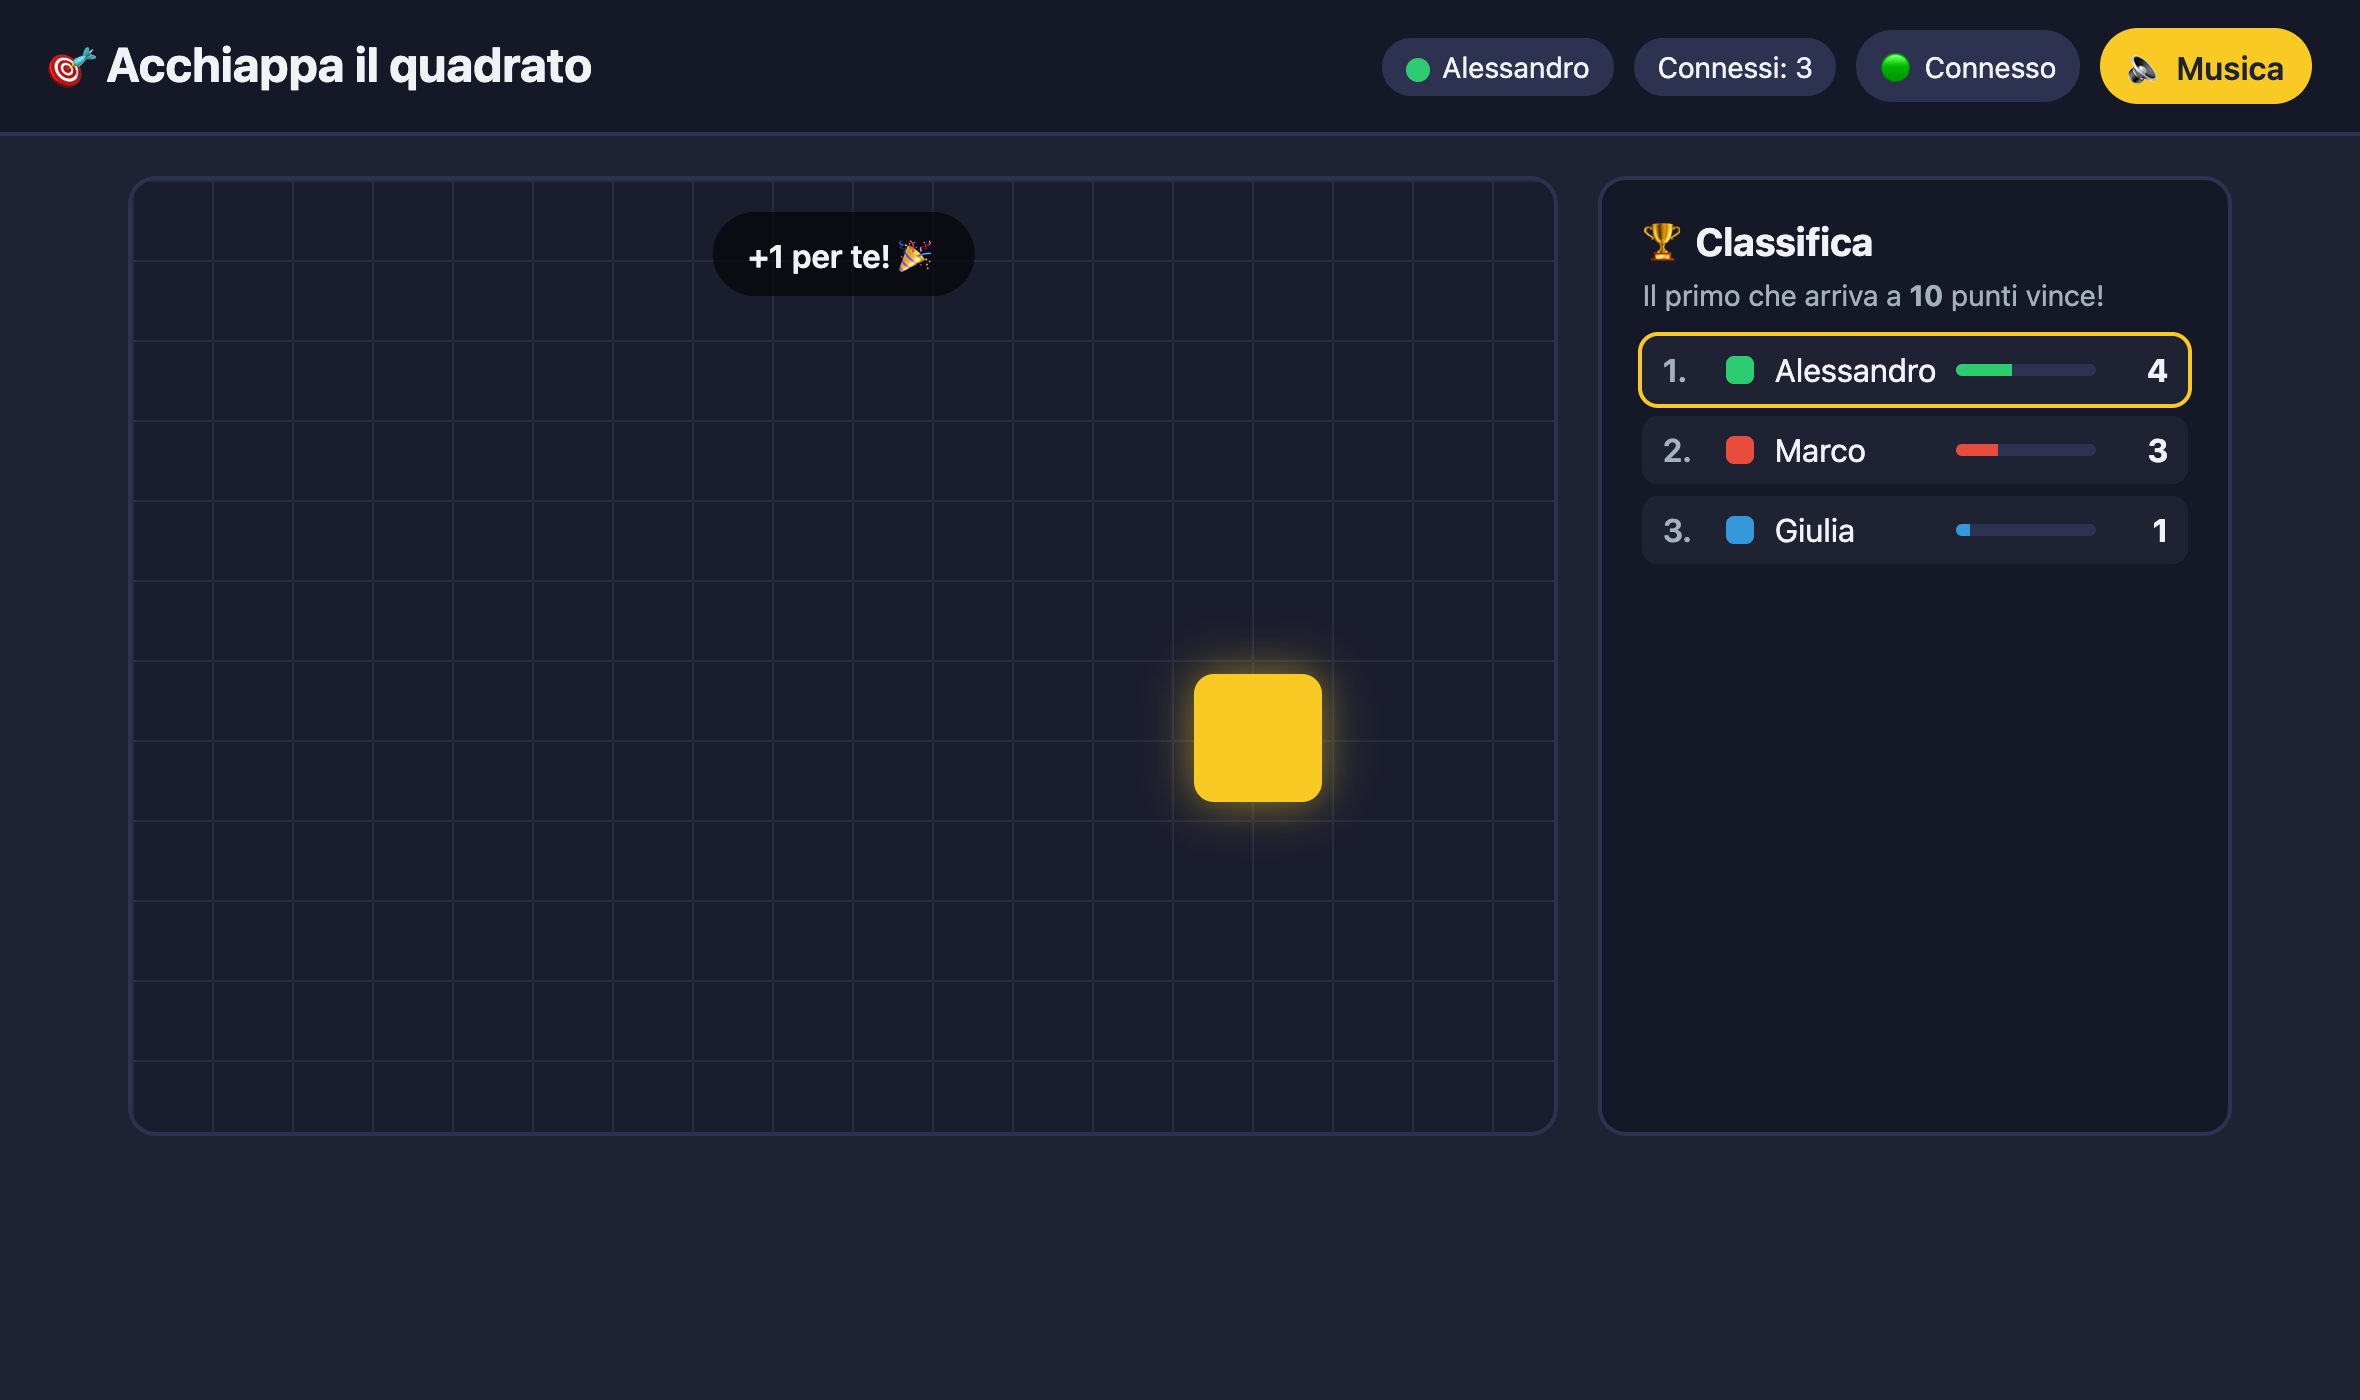 🎯 Acchiappa il quadrato
Alessandro
Connessi: 3
🟢 Connesso
🔈 Musica
+1 per te! 🎉
🏆 Classifica
Il primo che arriva a 10 punti vince!
1. Alessandro 4
2. Marco 3
3. Giulia 1